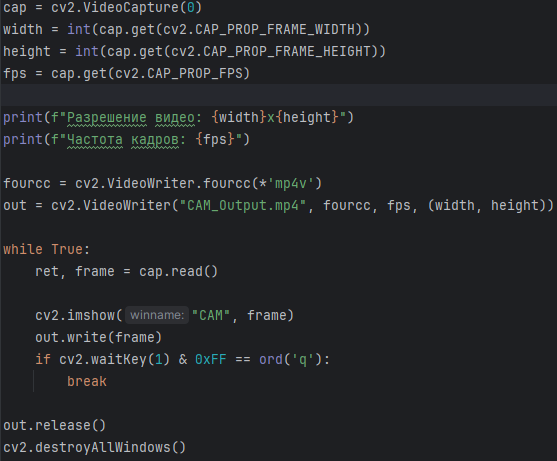 cap = cv2.VideoCapture(0)
width = int(cap.get(cv2.CAP_PROP_FRAME_WIDTH))
height = int(cap.get(cv2.CAP_PROP_FRAME_HEIGHT))
fps = cap.get(cv2.CAP_PROP_FPS)
print(f"Разрешение видео: {width}x{height}")
print(f"Частота кадров: {fps}")
fourcc = cv2.VideoWriter.fourcc(*'mp4v')
out = cv2.VideoWriter("CAM_Output.mp4", fourcc, fps, (width, height))
while True:
    ret, frame = cap.read()
    cv2.imshow( winname: "CAM", frame)
    out.write(frame)
    if cv2.waitKey(1) & 0xFF == ord('q'):
        break
out.release()
cv2.destroyAllWindows()